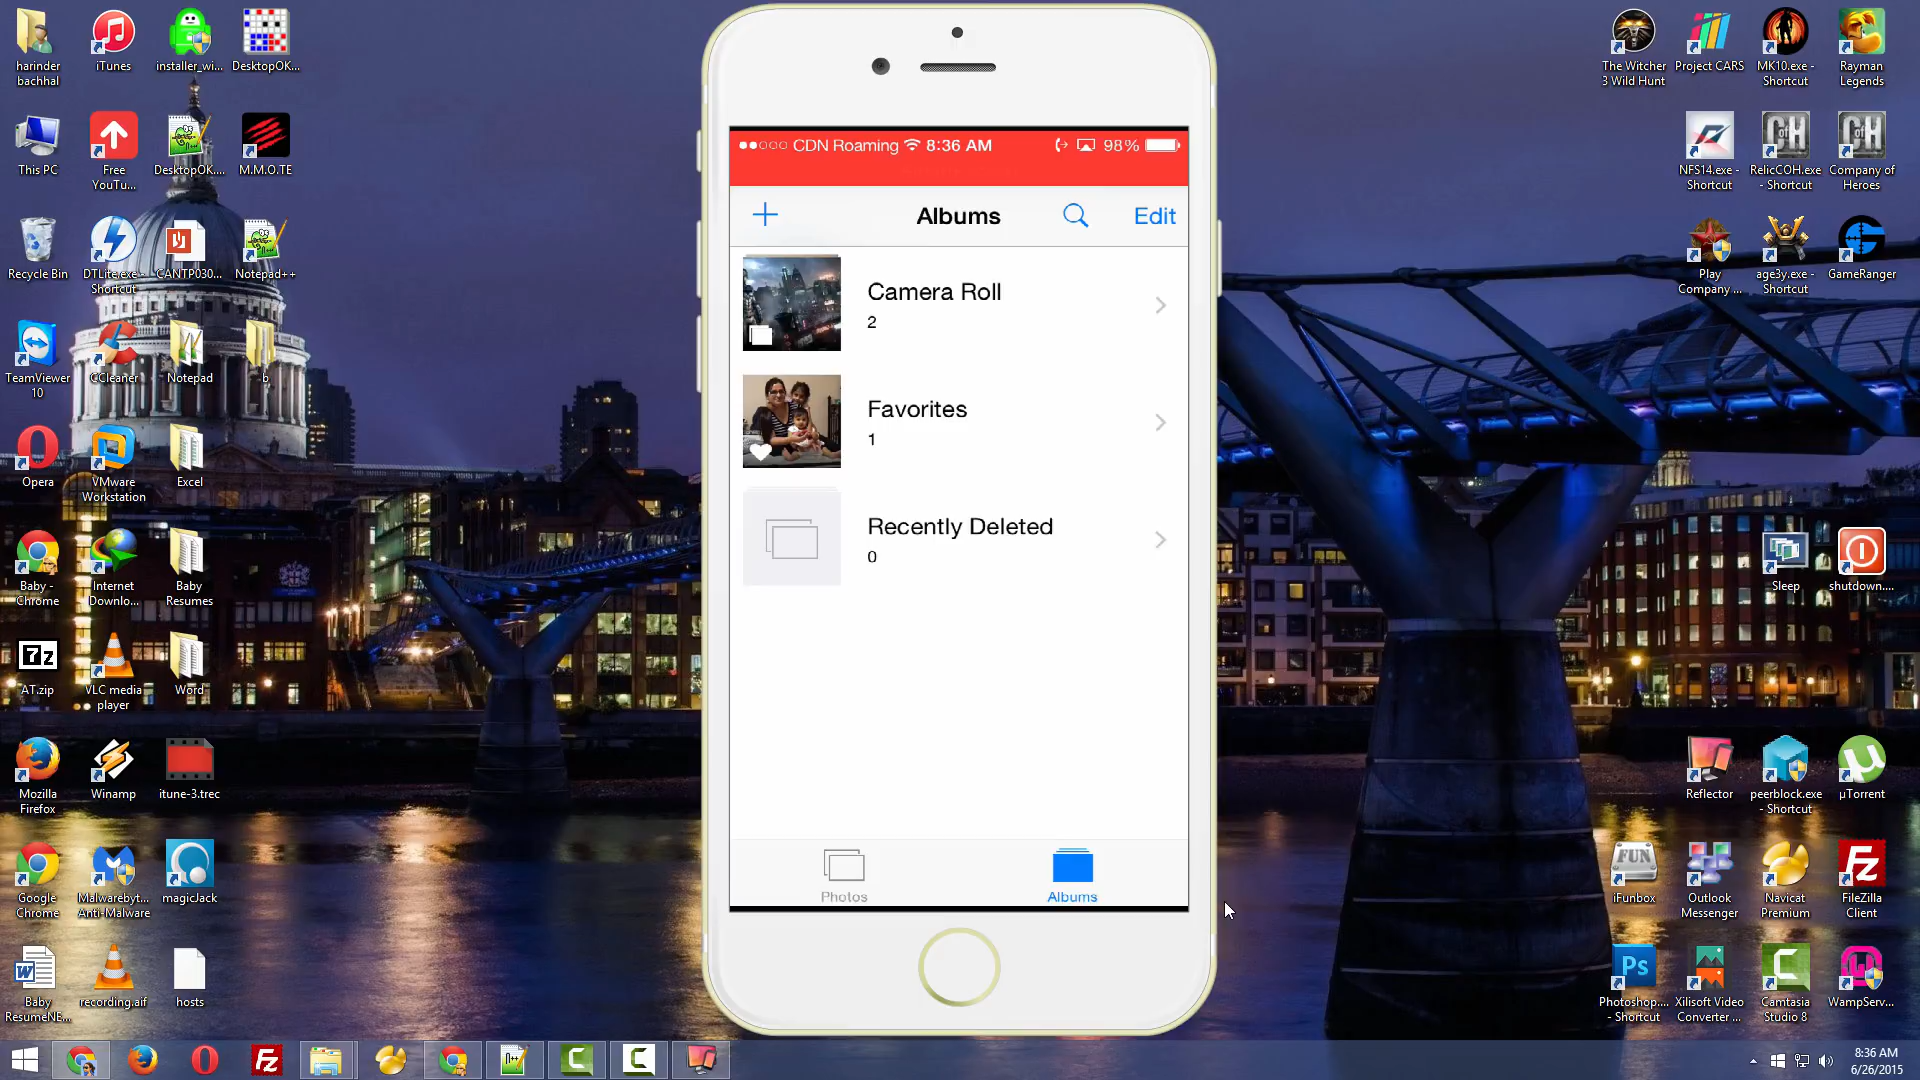 harinder
bachhal
iTunes
installer_wi...
DesktopOK...
This PC
Free
YouTu...
DesktopOK....
M.M.O.TE
Recycle Bin
DTLite.exe -
Shortcut
CANTP030...
Notepad++
TeamViewer
10
CCleaner
Notepad
b
Opera
VMware
Workstation
Excel
Baby -
Chrome
Internet
Downlo...
Baby
Resumes
7z
AT.zip
VLC media
player
Word
Mozilla
Firefox
Winamp
itune-3.trec
Google
Chrome
Malwarebyt...
Anti-Malware
magicJack
Baby
ResumeNE...
recording.aif
hosts
CDN Roaming 8:36 AM 98%
Albums
Edit
Camera Roll
2
Favorites
1
Recently Deleted
0
Photos
Albums
The Witcher
3 Wild Hunt
Project CARS
MK10.exe -
Shortcut
Rayman
Legends
NFS14.exe -
Shortcut
RelicCOH.exe
- Shortcut
Company of
Heroes
Play
Company ...
age3y.exe -
Shortcut
GameRanger
Sleep
shutdown....
Reflector
peerblock.exe
- Shortcut
µTorrent
FUN
iFunbox
Outlook
Messenger
Navicat
Premium
Fz
FileZilla
Client
Ps
Photoshop....
- Shortcut
Xilisoft Video
Converter ...
Camtasia
Studio 8
WampServ...
8:36 AM
6/26/2015